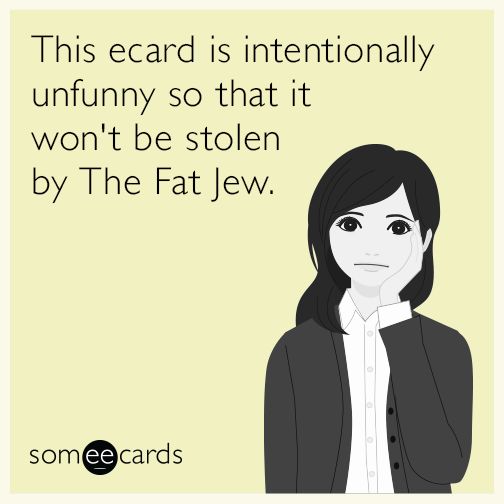 This ecard is intentionally
unfunny so that it
won't be stolen
by The Fat Jew.
someecards